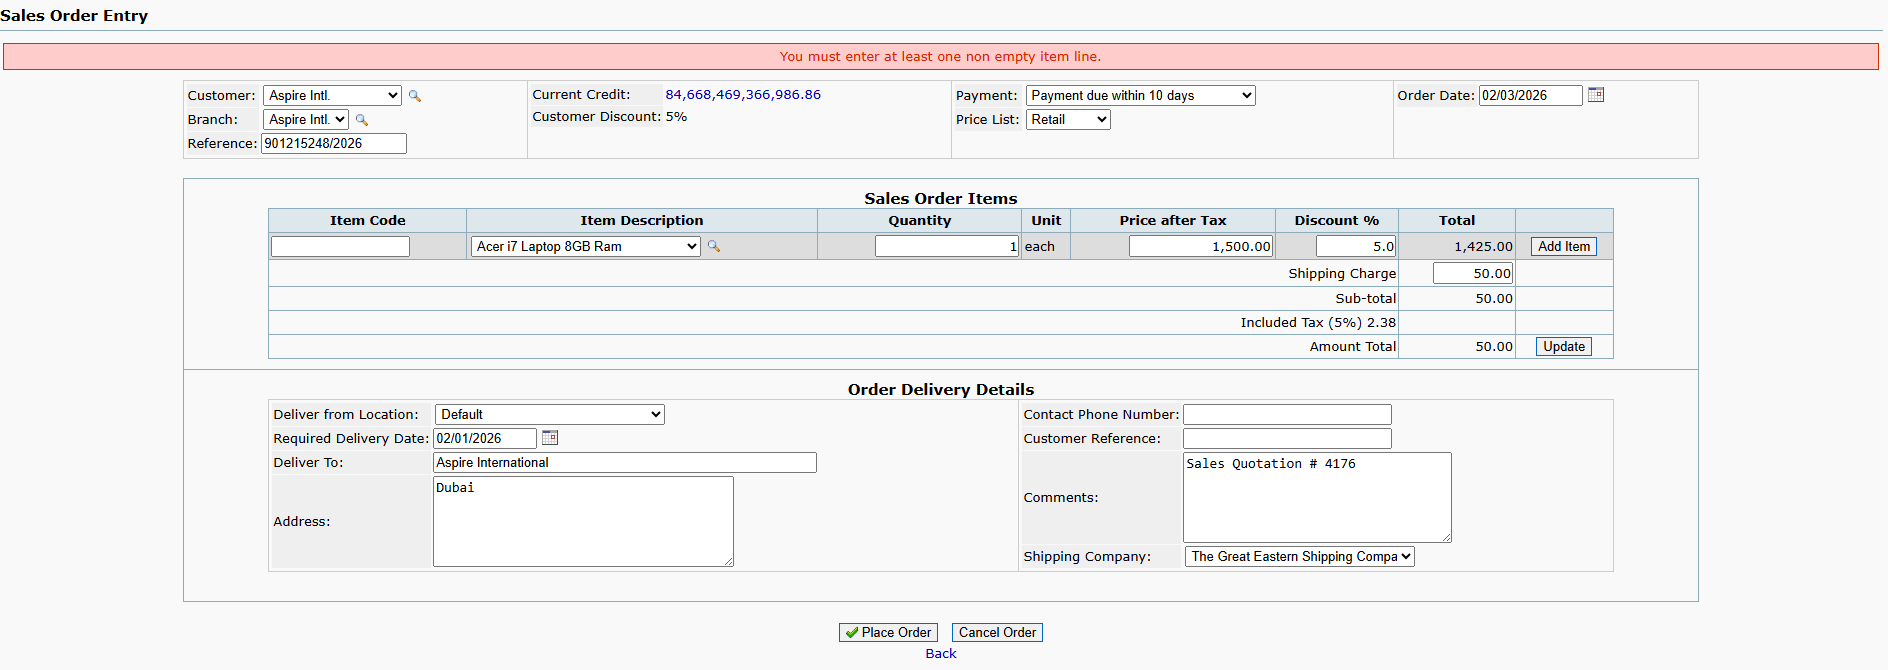 Sales Order Entry
You must enter at least one non empty item line.
Customer: Aspire Intl. Current Credit: 84,668,469,366,986.86 Payment: Payment due within 10 days Order Date: 02/03/2026
Branch: Aspire Intl. Customer Discount: 5% Price List: Retail
Reference: 901215248/2026
Sales Order Items
Item Code Item Description Quantity Unit Price after Tax Discount % Total
Acer i7 Laptop 8GB Ram 1 each 1,500.00 5.0 1,425.00 Add Item
Shipping Charge 50.00
Sub-total 50.00
Included Tax (5%) 2.38
Amount Total 50.00 Update
Order Delivery Details
Deliver from Location: Default Contact Phone Number:
Required Delivery Date: 02/01/2026 Customer Reference:
Deliver To: Aspire International Sales Quotation # 4176
Dubai
Comments:
Address:
Shipping Company: The Great Eastern Shipping Compa
Place Order Cancel Order
Back